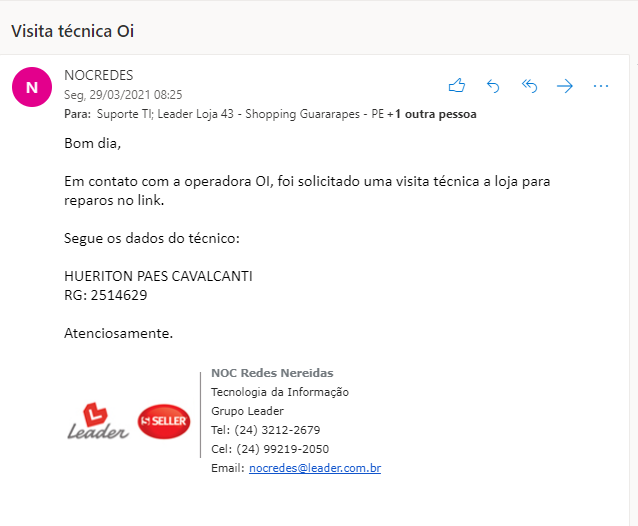 Visita técnica Oi
N
NOCREDES
Seg, 29/03/2021 08:25
Para: Suporte TI; Leader Loja 43 - Shopping Guararapes - PE +1 outra pessoa
Bom dia,
Em contato com a operadora OI, foi solicitado uma visita técnica a loja para
reparos no link.
Segue os dados do técnico:
HUERITON PAES CAVALCANTI
RG: 2514629
Atenciosamente.
Leader
SELLER
NOC Redes Nereidas
Tecnologia da Informação
Grupo Leader
Tel: (24) 3212-2679
Cel: (24) 99219-2050
Email: nocredes@leader.com.br